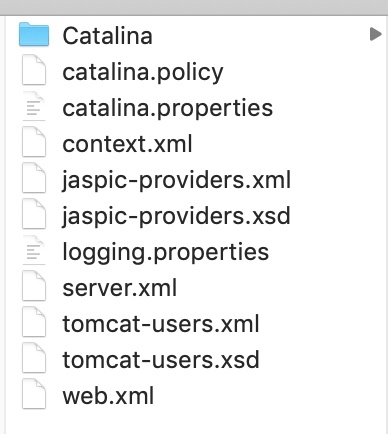 Catalina
catalina.policy
catalina.properties
context.xml
jaspic-providers.xml
jaspic-providers.xsd
logging.properties
server.xml
tomcat-users.xml
tomcat-users.xsd
web.xml